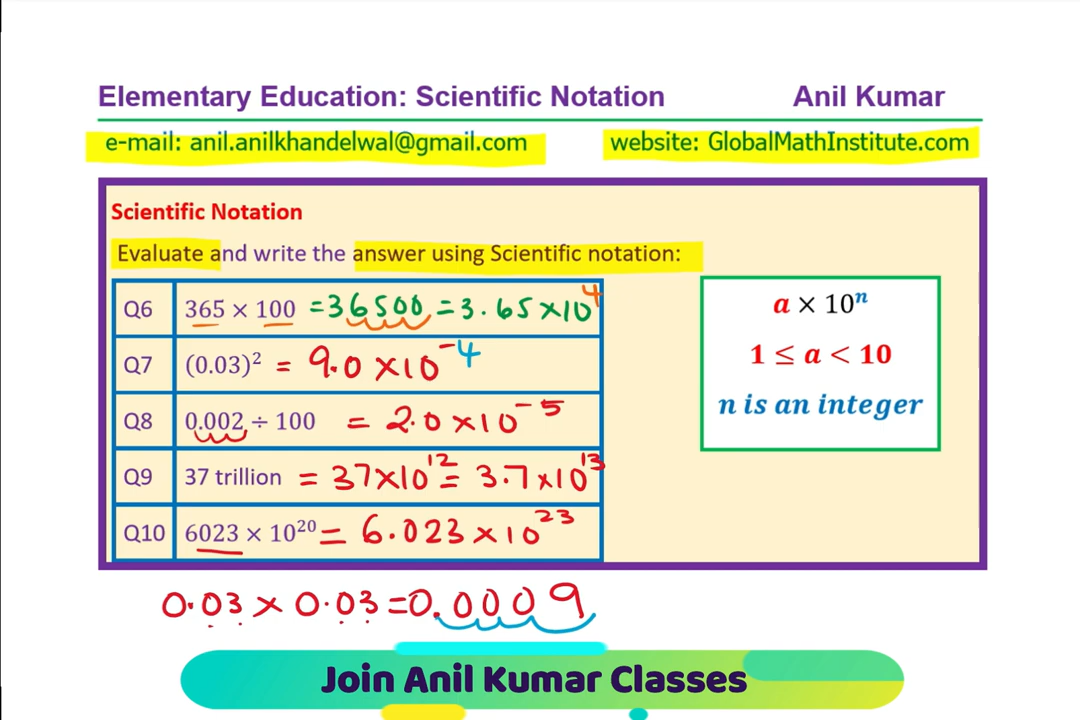 Elementary Education: Scientific Notation Anil Kumar
e-mail: anil.anilkhandelwal@gmail.com website: GlobalMathInstitute.com
Scientific Notation
Evaluate and write the answer using Scientific notation:
Q6 365 × 100 = 36500 = 3.65 × 10⁴
Q7 (0.03)² = 9.0 × 10⁻⁴
Q8 0.002 ÷ 100 = 2.0 × 10⁻⁵
Q9 37 trillion = 37 × 10¹² = 3.7 × 10¹³
Q10 6023 × 10²⁰ = 6.023 × 10²³
a × 10ⁿ
1 ≤ a < 10
n is an integer
0.03 × 0.03 = 0.0009
Join Anil Kumar Classes